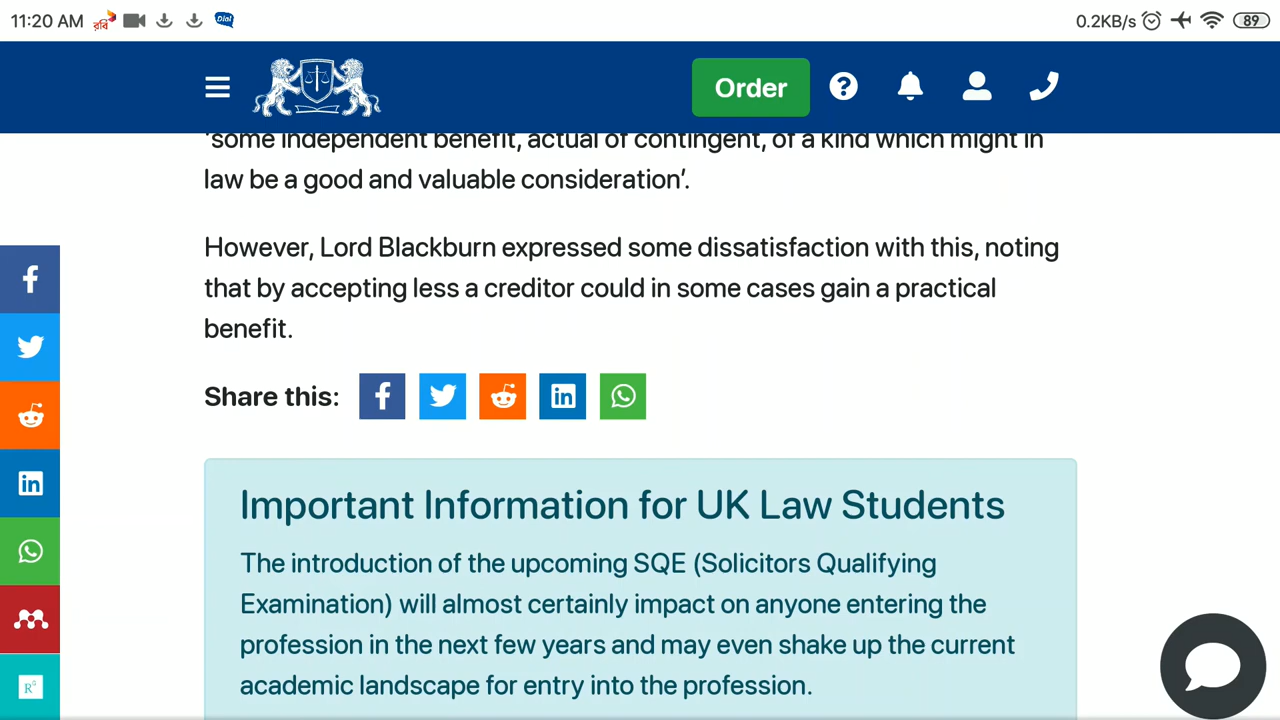 11:20 AM রবি Dial 0.2KB/s 89
Order
'some independent benefit, actual of contingent, of a kind which might in
law be a good and valuable consideration'.
However, Lord Blackburn expressed some dissatisfaction with this, noting
that by accepting less a creditor could in some cases gain a practical
benefit.
Share this:
Important Information for UK Law Students
The introduction of the upcoming SQE (Solicitors Qualifying
Examination) will almost certainly impact on anyone entering the
profession in the next few years and may even shake up the current
academic landscape for entry into the profession.
R